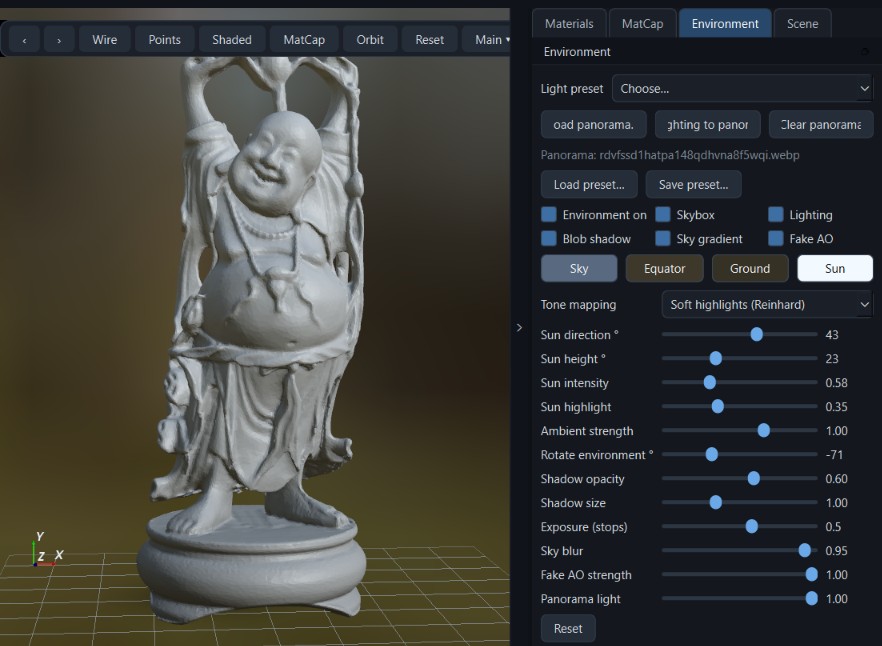 ‹ › Wire Points Shaded MatCap Orbit Reset Main
Materials MatCap Environment Scene
Environment
Light preset Choose...
oad panorama. ghting to panor Clear panorama
Panorama: rdvfssd1hatpa148qdhvna8f5wqi.webp
Load preset... Save preset...
Environment on Skybox Lighting
Blob shadow Sky gradient Fake AO
Sky Equator Ground Sun
Tone mapping Soft highlights (Reinhard)
›
Sun direction ° 43
Sun height ° 23
Sun intensity 0.58
Sun highlight 0.35
Ambient strength 1.00
Rotate environment ° -71
Shadow opacity 0.60
Shadow size 1.00
Exposure (stops) 0.5
Sky blur 0.95
Fake AO strength 1.00
Panorama light 1.00
Reset
Y
Z X